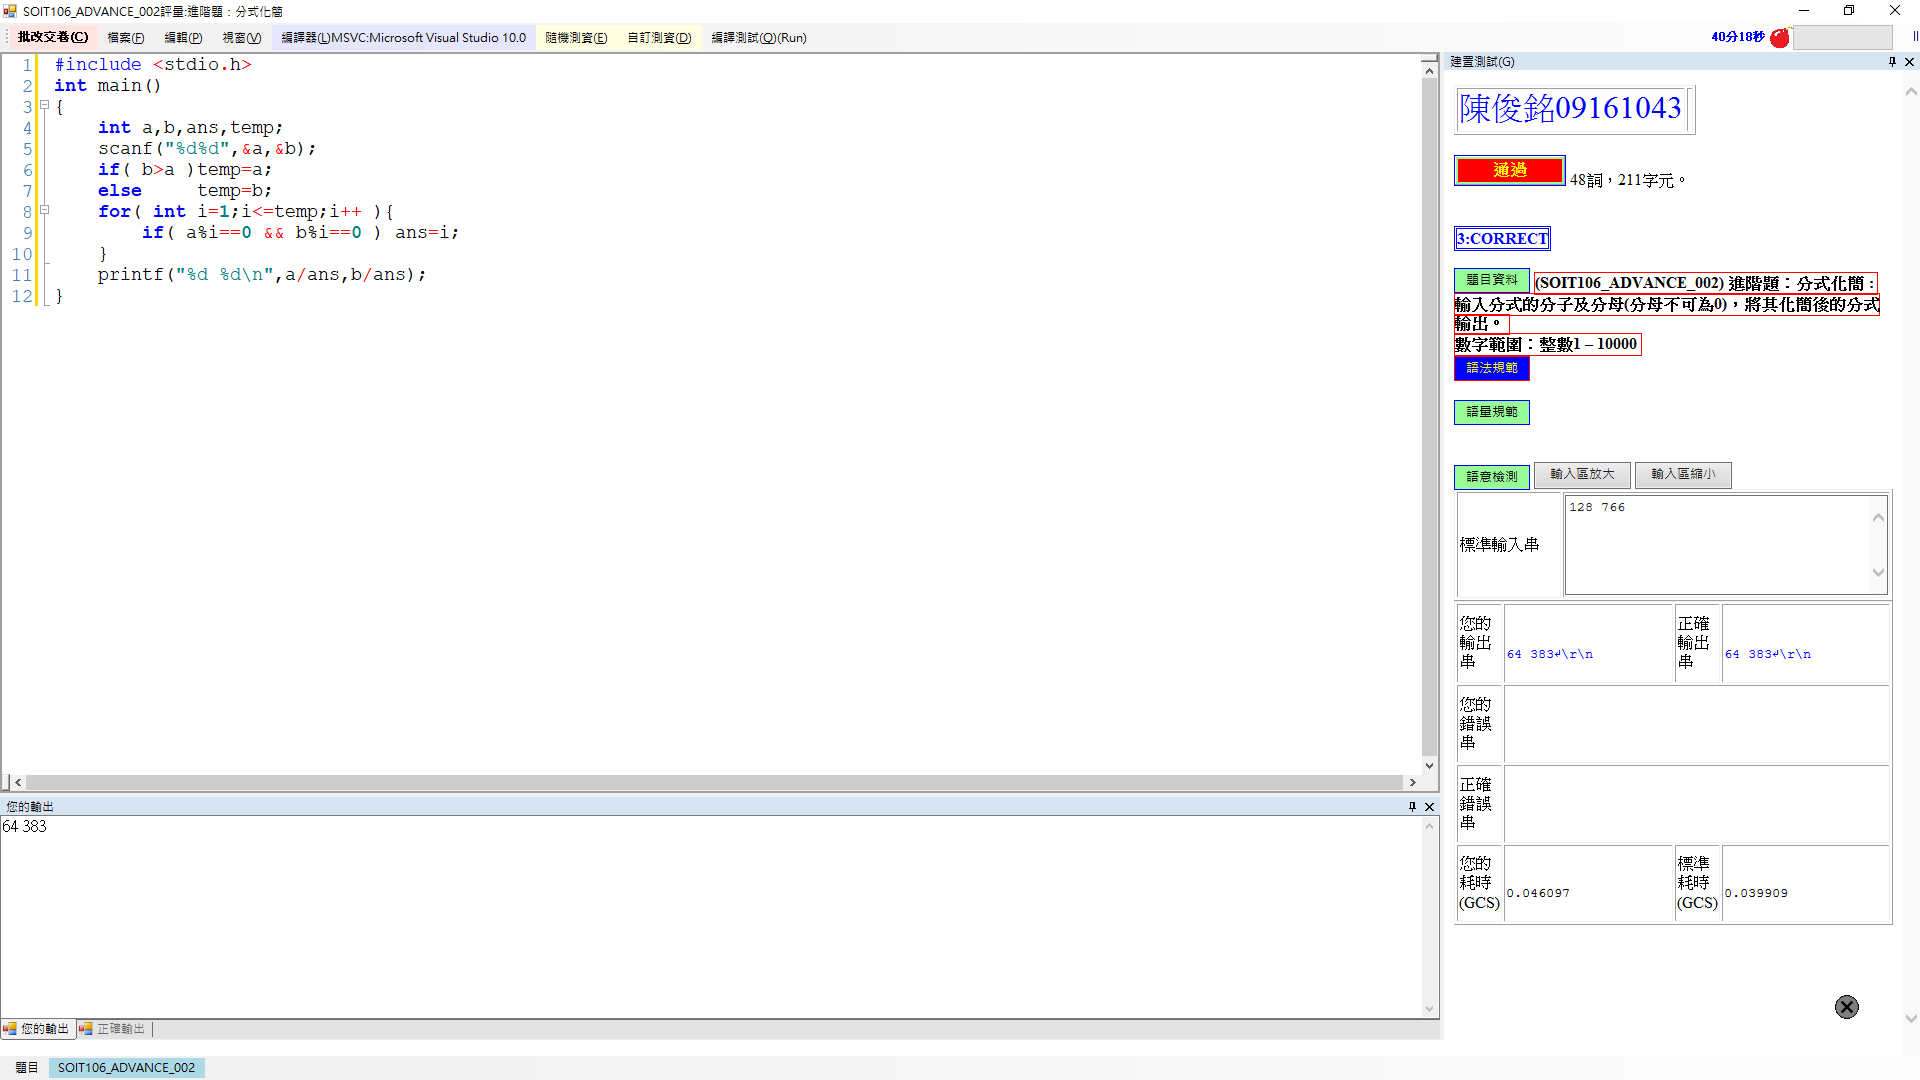 SOIT106_ADVANCE_002評量:進階題：分式化簡
批改交卷(C) 檔案(F) 編輯(P) 視窗(V) 編譯器(L)MSVC:Microsoft Visual Studio 10.0 隨機測資(E) 自訂測資(D) 編譯測試(Q)(Run)
40分18秒
1 #include <stdio.h>
2 int main()
3 {
4 int a,b,ans,temp;
5 scanf("%d%d",&a,&b);
6 if( b>a )temp=a;
7 else temp=b;
8 for( int i=1;i<=temp;i++ ){
9 if( a%i==0 && b%i==0 ) ans=i;
10 }
11 printf("%d %d\n",a/ans,b/ans);
12 }
您的輸出
64 383
您的輸出 正確輸出
題目 SOIT106_ADVANCE_002
建置測試(G)
陳俊銘09161043
通過 48詞，211字元。
3:CORRECT
題目資料 (SOIT106_ADVANCE_002) 進階題：分式化簡：
輸入分式的分子及分母(分母不可為0)，將其化簡後的分式
輸出。
數字範圍：整數1 – 10000
語法規範
語量規範
語意檢測 輸入區放大 輸入區縮小
標準輸入串 128 766
您的
輸出
串
64 383↲\r\n
正確
輸出
串
64 383↲\r\n
您的
錯誤
串
正確
錯誤
串
您的
耗時
(GCS)
0.046097
標準
耗時
(GCS)
0.039909